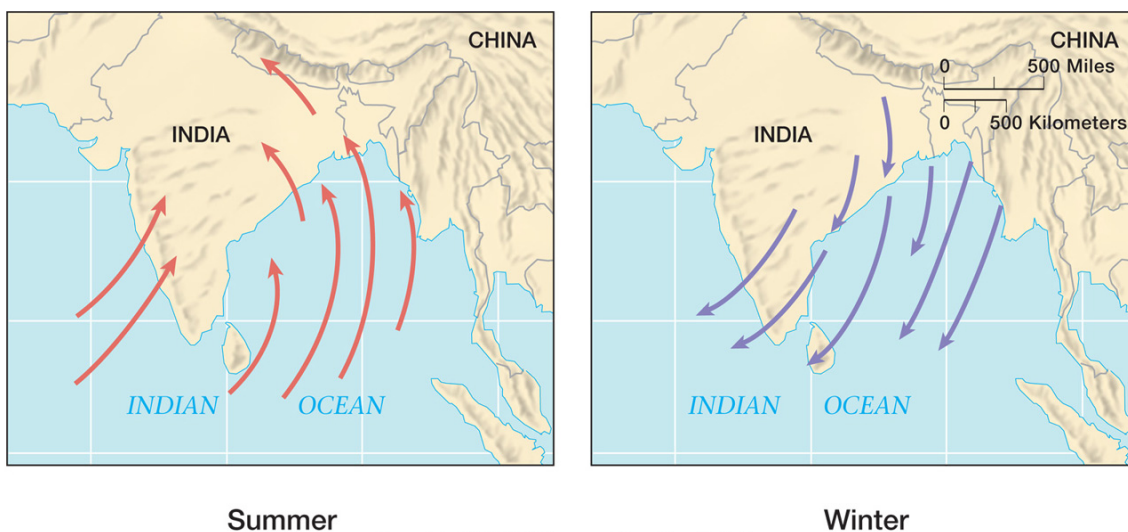 CHINA
INDIA
INDIAN OCEAN
Summer
CHINA
0 500 Miles
0 500 Kilometers
INDIA
INDIAN OCEAN
Winter